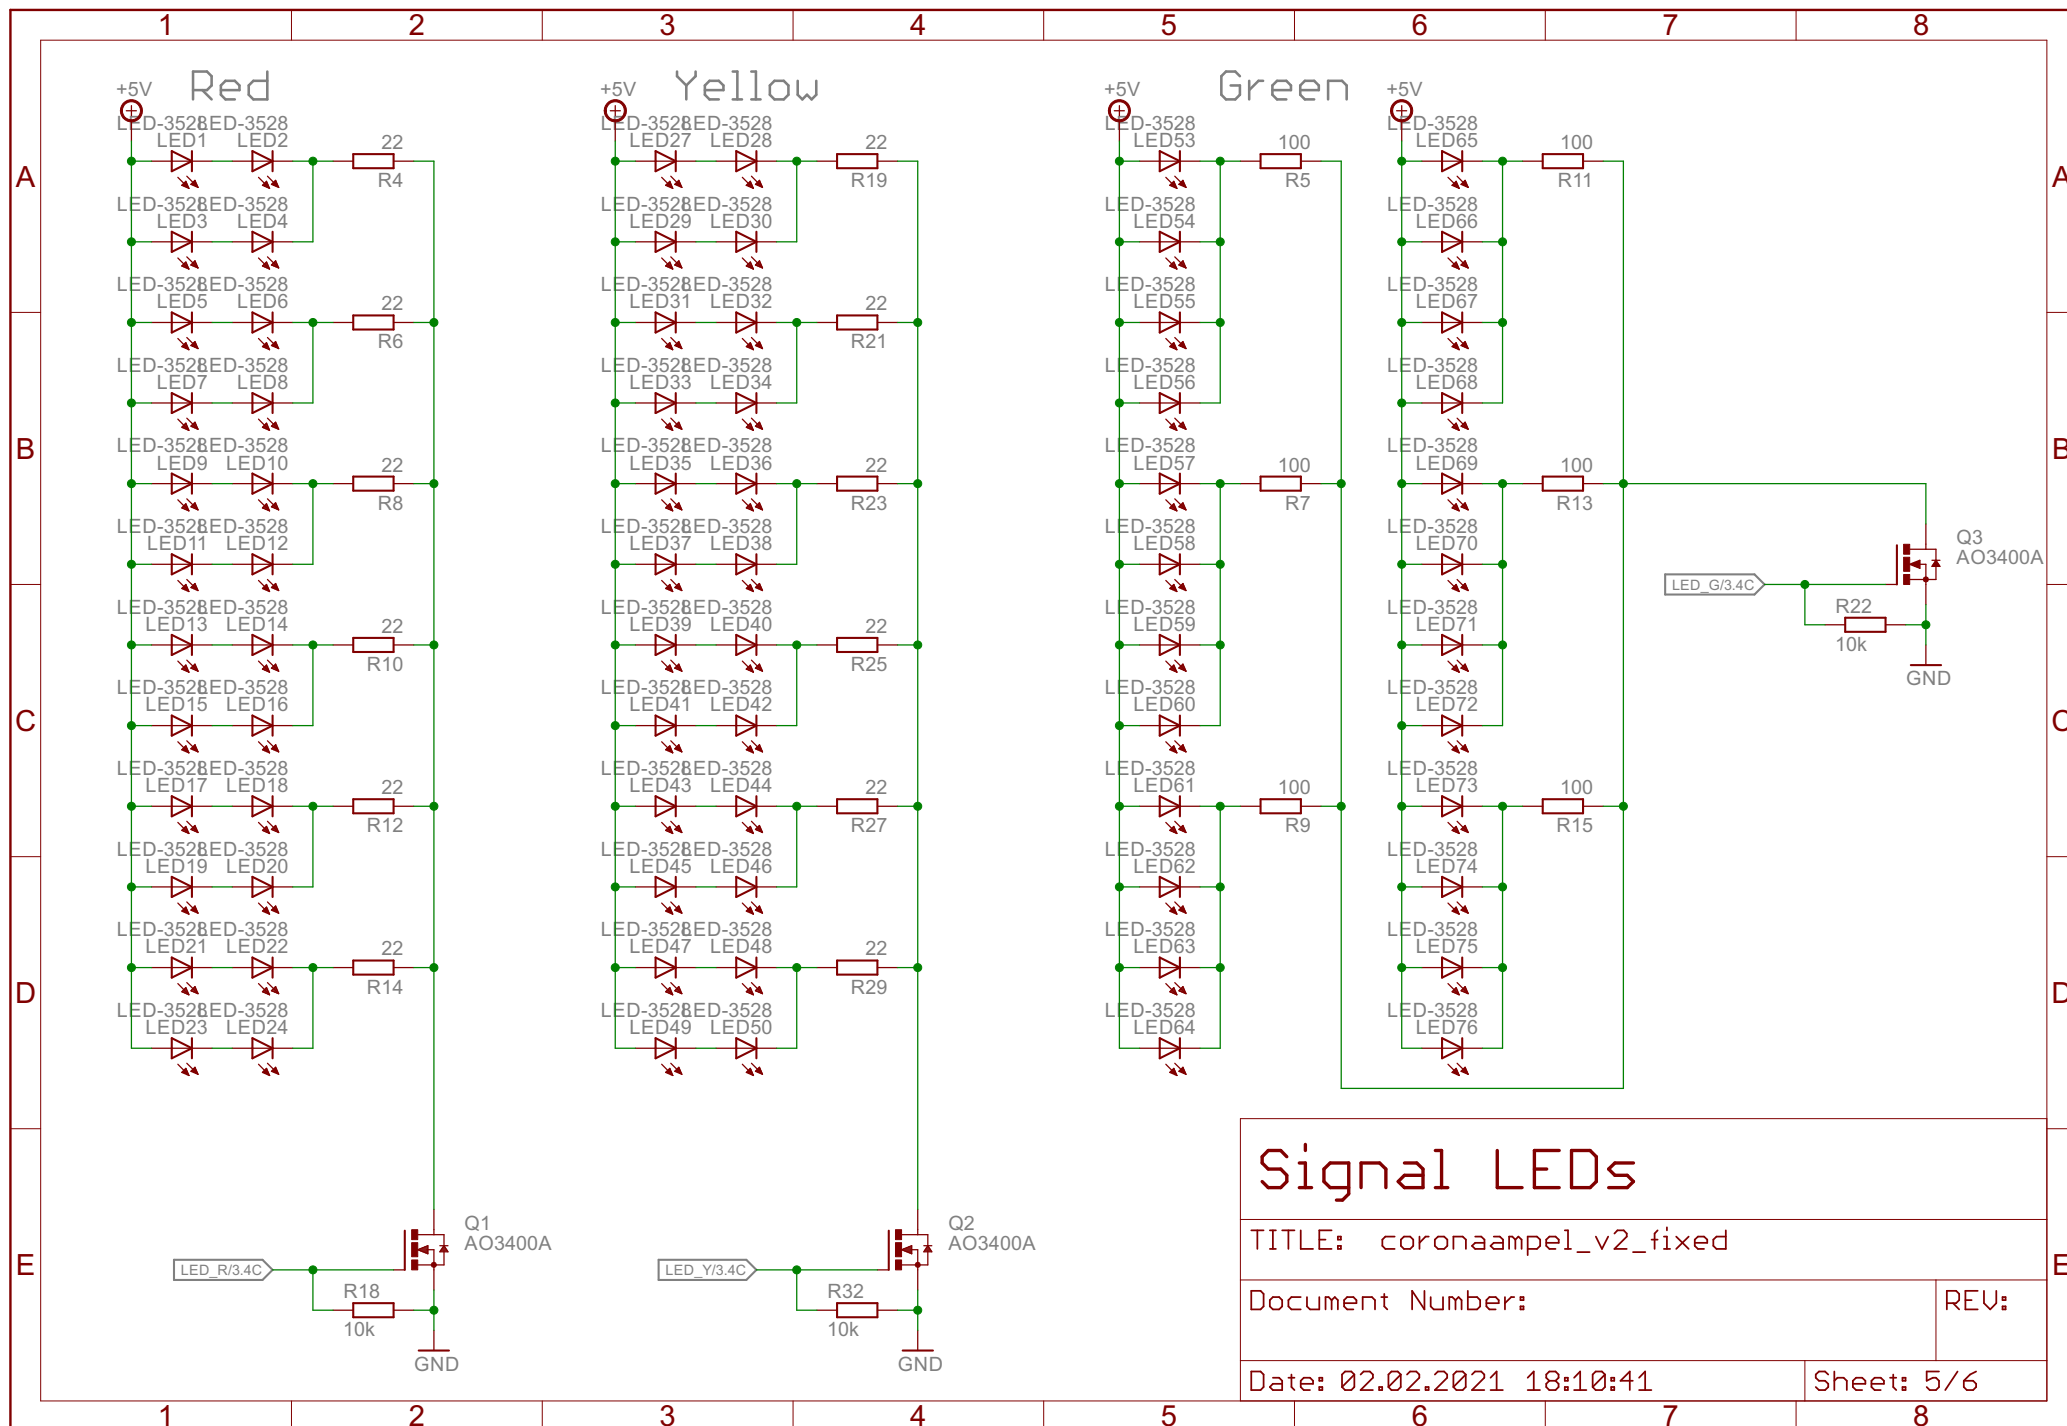 1 2 3 4 5 6 7 8
Red Yellow Green
+5V +5V +5V +5V
LED-3528 LED-3528 LED-3528 LED-3528 LED-3528 LED-3528
LED1 LED2 22 LED27 LED28 22 LED53 100 LED65 100
A R4 R19 R5 R11 A
LED-3528 LED-3528 LED-3528 LED-3528 LED-3528 LED-3528
LED3 LED4 LED29 LED30 LED54 LED66
LED-3528 LED-3528 LED-3528 LED-3528 LED-3528 LED-3528
LED5 LED6 22 LED31 LED32 22 LED55 LED67
R6 R21
LED-3528 LED-3528 LED-3528 LED-3528 LED-3528 LED-3528
LED7 LED8 LED33 LED34 LED56 LED68
B LED-3528 LED-3528 LED-3528 LED-3528 LED-3528 LED-3528 B
LED9 LED10 22 LED35 LED36 22 LED57 100 LED69 100
R8 R23 R7 R13
LED-3528 LED-3528 LED-3528 LED-3528 LED-3528 LED-3528 Q3
LED11 LED12 LED37 LED38 LED58 LED70 AO3400A
LED_G/3.4C
LED-3528 LED-3528 LED-3528 LED-3528 LED-3528 LED-3528 R22
LED13 LED14 22 LED39 LED40 22 LED59 LED71 10k
R10 R25 GND
LED-3528 LED-3528 LED-3528 LED-3528 LED-3528 LED-3528
LED15 LED16 LED41 LED42 LED60 LED72
C C
LED-3528 LED-3528 LED-3528 LED-3528 LED-3528 LED-3528
LED17 LED18 22 LED43 LED44 22 LED61 100 LED73 100
R12 R27 R9 R15
LED-3528 LED-3528 LED-3528 LED-3528 LED-3528 LED-3528
LED19 LED20 LED45 LED46 LED62 LED74
LED-3528 LED-3528 LED-3528 LED-3528 LED-3528 LED-3528
LED21 LED22 22 LED47 LED48 22 LED63 LED75
D R14 R29 D
LED-3528 LED-3528 LED-3528 LED-3528 LED-3528 LED-3528
LED23 LED24 LED49 LED50 LED64 LED76
Signal LEDs
Q1 Q2
AO3400A AO3400A
TITLE: coronaampel_v2_fixed
E LED_R/3.4C LED_Y/3.4C E
R18 R32
10k 10k
GND GND
Document Number: REV:
Date: 02.02.2021 18:10:41 Sheet: 5/6
1 2 3 4 5 6 7 8